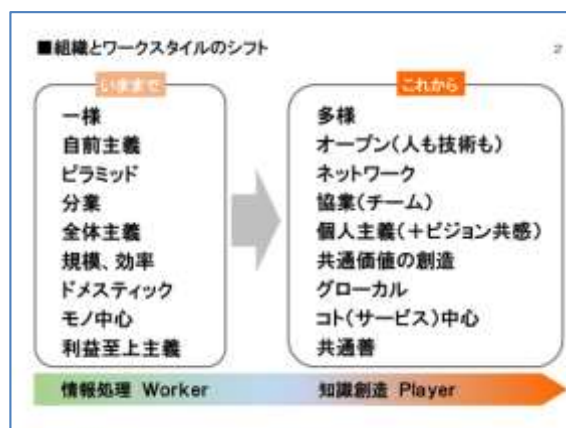 ■組織とワークスタイルのシフト
2
いままで
一様
自前主義
ピラミッド
分業
全体主義
規模、効率
ドメスティック
モノ中心
利益至上主義
これから
多様
オープン(人も技術も)
ネットワーク
協業(チーム)
個人主義(+ビジョン共感)
共通価値の創造
グローカル
コト(サービス)中心
共通善
情報処理 Worker
知識創造 Player